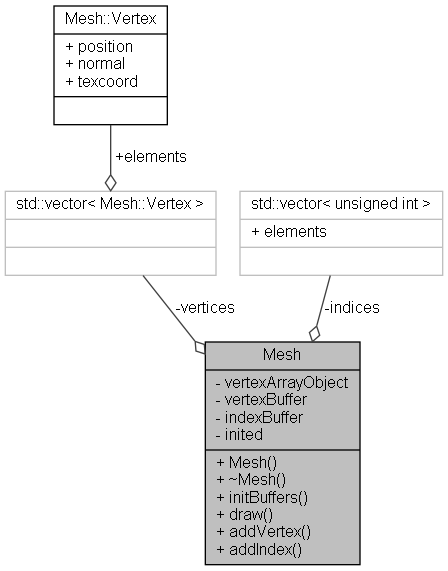 Mesh::Vertex
+ position
+ normal
+ texcoord
+elements
std::vector< Mesh::Vertex >
std::vector< unsigned int >
+ elements
-vertices
-indices
Mesh
- vertexArrayObject
- vertexBuffer
- indexBuffer
- inited
+ Mesh()
+ ~Mesh()
+ initBuffers()
+ draw()
+ addVertex()
+ addIndex()